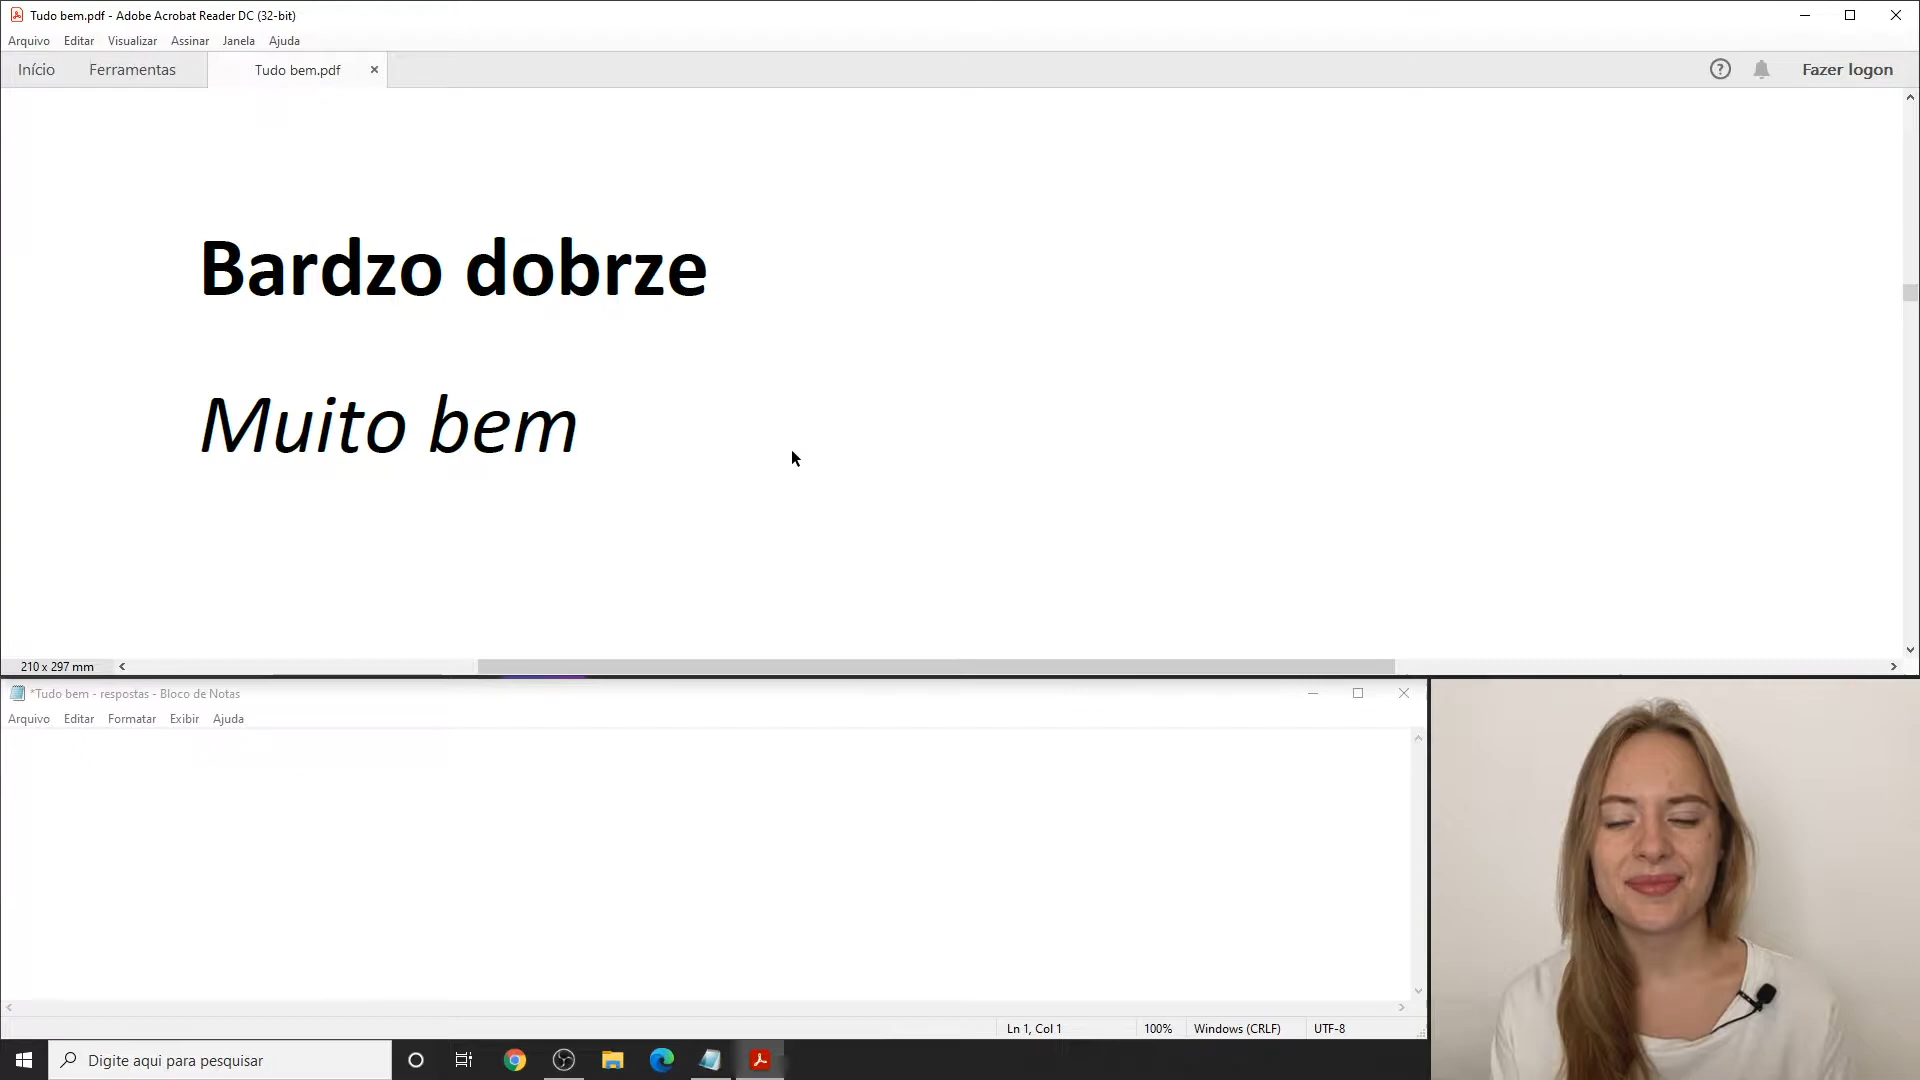 Tudo bem.pdf - Adobe Acrobat Reader DC (32-bit)
Arquivo Editar Visualizar Assinar Janela Ajuda
Início Ferramentas Tudo bem.pdf Fazer logon
Bardzo dobrze
Muito bem
210 x 297 mm
*Tudo bem - respostas - Bloco de Notas
Arquivo Editar Formatar Exibir Ajuda
Ln 1, Col 1 100% Windows (CRLF) UTF-8
Digite aqui para pesquisar